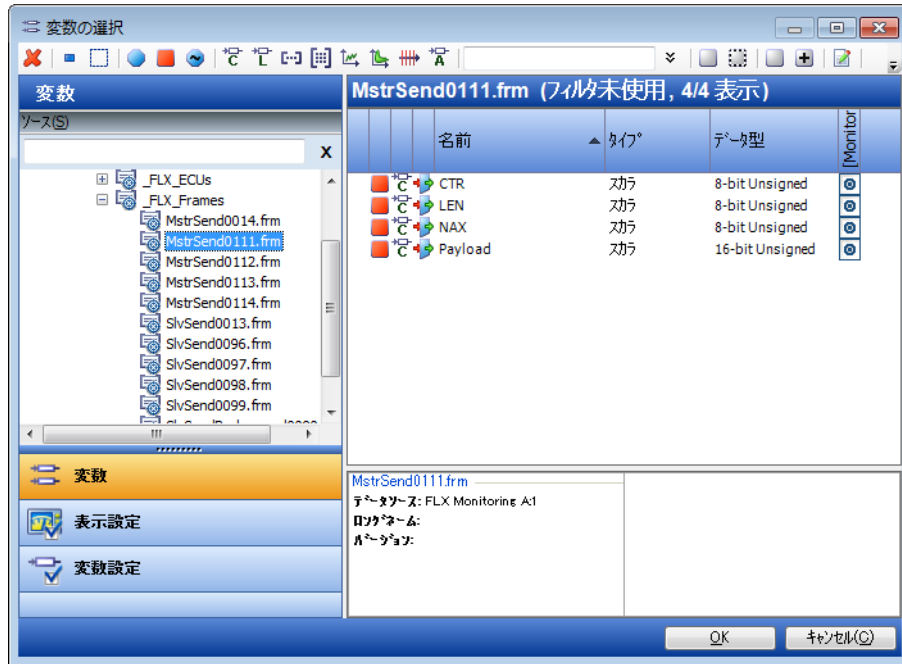 変数の選択
変数
ソース(S)
X
_FLX_ECUs
_FLX_Frames
MstrSend0014.frm
MstrSend0111.frm
MstrSend0112.frm
MstrSend0113.frm
MstrSend0114.frm
SlvSend0013.frm
SlvSend0096.frm
SlvSend0097.frm
SlvSend0098.frm
SlvSend0099.frm
変数
表示設定
変数設定
MstrSend0111.frm (フィルタ未使用, 4/4 表示)
名前 タイプ データ型 [Monitor
CTR スカラ 8-bit Unsigned
LEN スカラ 8-bit Unsigned
NAX スカラ 8-bit Unsigned
Payload スカラ 16-bit Unsigned
MstrSend0111.frm
データソース: FLX Monitoring A:1
ロングネーム:
バージョン:
OK キャンセル(C)